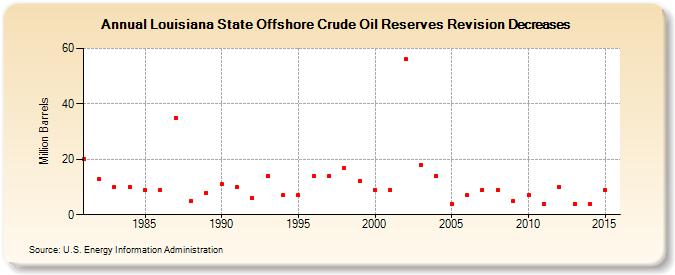 Annual Louisiana State Offshore Crude Oil Reserves Revision Decreases
Million Barrels
60
40
20
0
1985 1990 1995 2000 2005 2010 2015
Source: U.S. Energy Information Administration